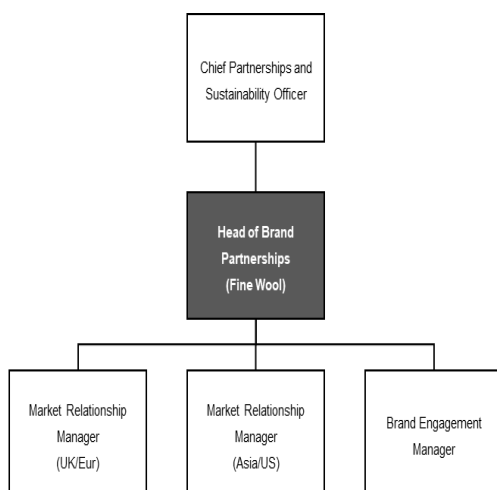 Chief Partnerships and
Sustainability Officer
Head of Brand
Partnerships
(Fine Wool)
Market Relationship
Manager
(UK/Eur)
Market Relationship
Manager
(Asia/US)
Brand Engagement
Manager